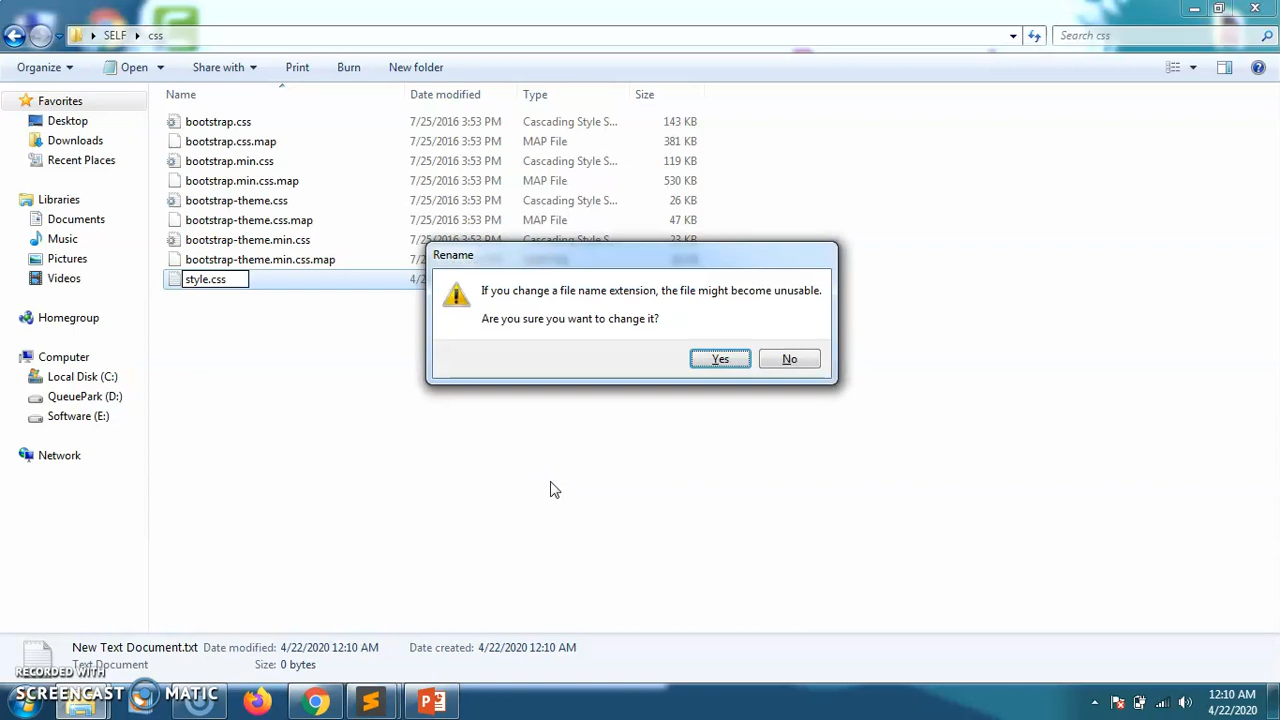 SELF css
Search css
Organize Open Share with Print Burn New folder
Name Date modified Type Size
Favorites
Desktop
Downloads
Recent Places
Libraries
Documents
Music
Pictures
Videos
Homegroup
Computer
Local Disk (C:)
QueuePark (D:)
Software (E:)
Network
bootstrap.css 7/25/2016 3:53 PM Cascading Style S... 143 KB
bootstrap.css.map 7/25/2016 3:53 PM MAP File 381 KB
bootstrap.min.css 7/25/2016 3:53 PM Cascading Style S... 119 KB
bootstrap.min.css.map 7/25/2016 3:53 PM MAP File 530 KB
bootstrap-theme.css 7/25/2016 3:53 PM Cascading Style S... 26 KB
bootstrap-theme.css.map 7/25/2016 3:53 PM MAP File 47 KB
bootstrap-theme.min.css 7/25/2016 3:53 PM Cascading Style S... 23 KB
bootstrap-theme.min.css.map
style.css 4/2
Rename
If you change a file name extension, the file might become unusable.
Are you sure you want to change it?
Yes No
New Text Document.txt Date modified: 4/22/2020 12:10 AM Date created: 4/22/2020 12:10 AM
Text Document Size: 0 bytes
RECORDED WITH
SCREENCAST MATIC
12:10 AM
4/22/2020